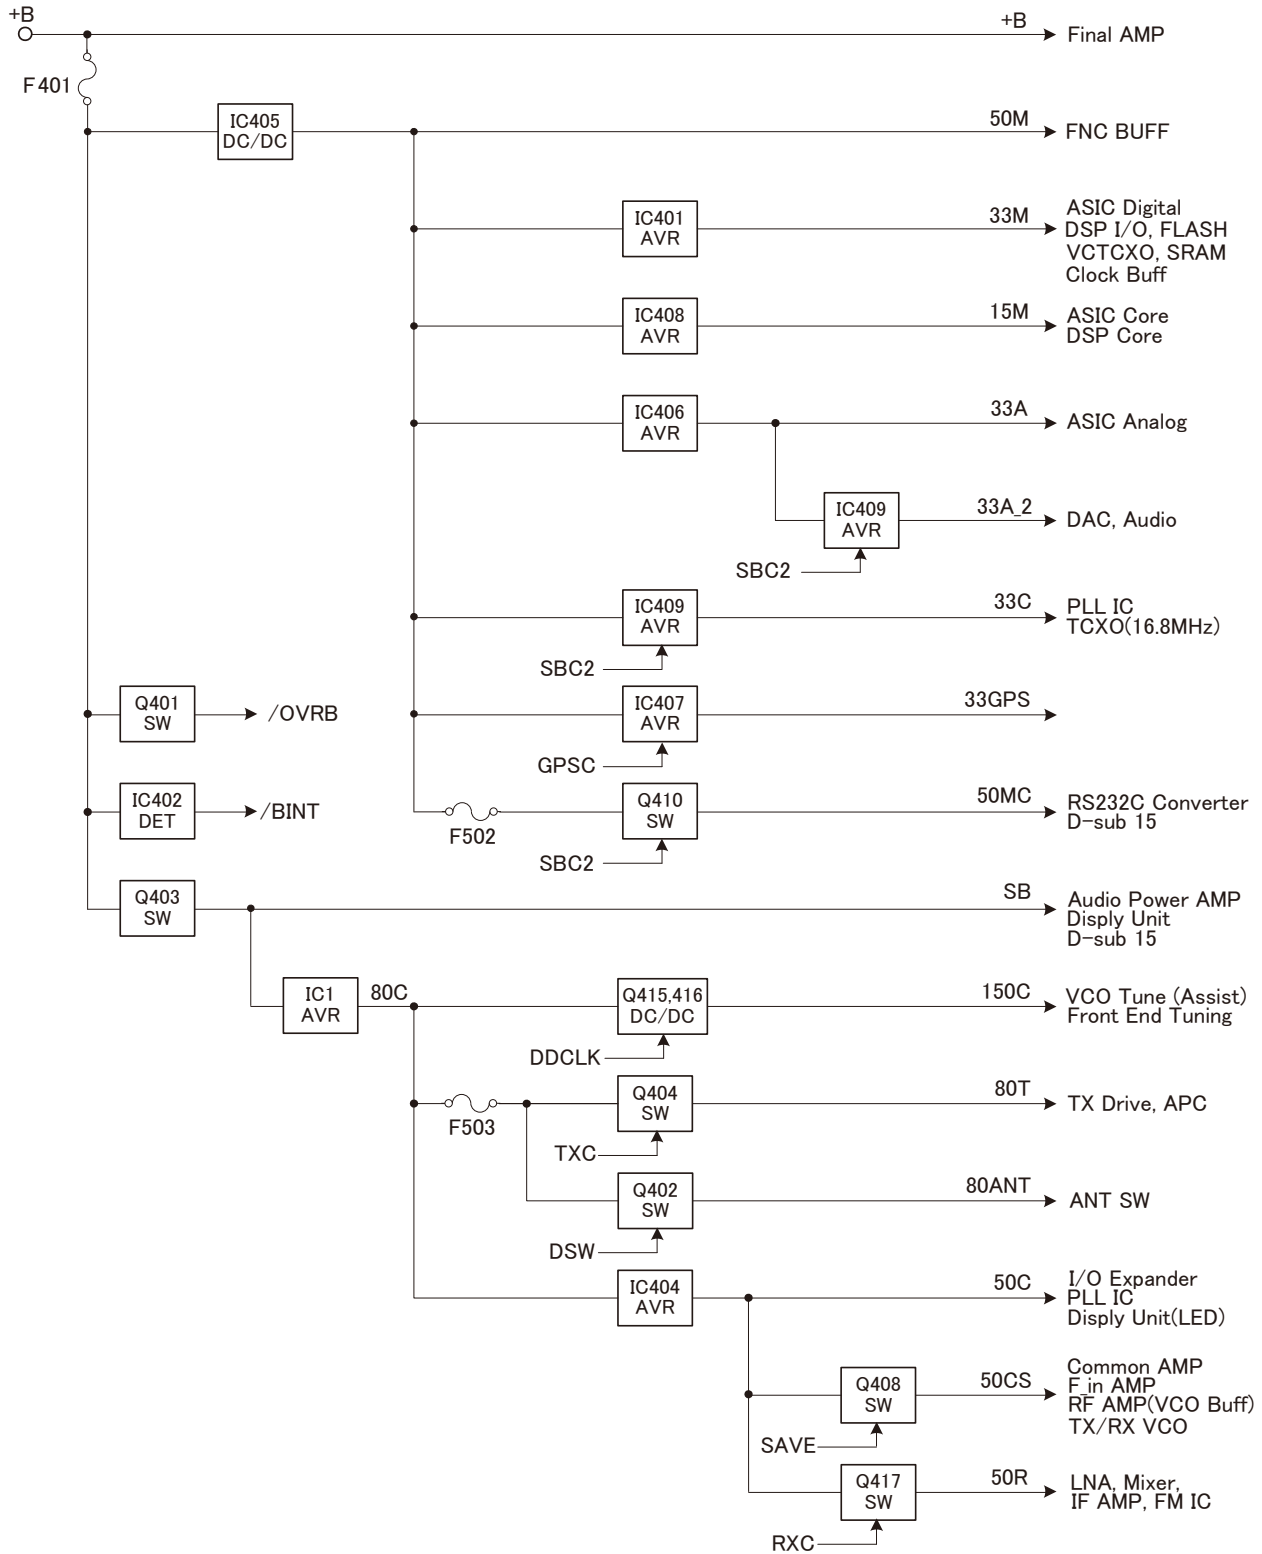 +B
+B
Final AMP
F401
IC405
DC/DC
50M
FNC BUFF
IC401
AVR
33M
ASIC Digital
DSP I/O, FLASH
VCTCXO, SRAM
Clock Buff
IC408
AVR
15M
ASIC Core
DSP Core
IC406
AVR
33A
ASIC Analog
IC409
AVR
33A_2
DAC, Audio
SBC2
IC409
AVR
33C
PLL IC
TCXO(16.8MHz)
SBC2
Q401
SW
/OVRB
IC407
AVR
33GPS
GPSC
IC402
DET
/BINT
F502
Q410
SW
50MC
RS232C Converter
D-sub 15
SBC2
Q403
SW
SB
Audio Power AMP
Disply Unit
D-sub 15
IC1
AVR
80C
Q415,416
DC/DC
150C
VCO Tune (Assist)
Front End Tuning
DDCLK
F503
Q404
SW
80T
TX Drive, APC
TXC
Q402
SW
80ANT
ANT SW
DSW
IC404
AVR
50C
I/O Expander
PLL IC
Disply Unit(LED)
Q408
SW
50CS
Common AMP
F_in AMP
RF AMP(VCO Buff)
TX/RX VCO
SAVE
Q417
SW
50R
LNA, Mixer,
IF AMP, FM IC
RXC